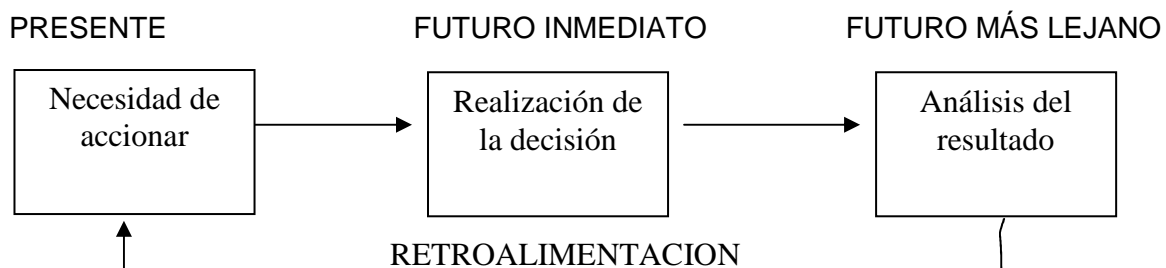 PRESENTE FUTURO INMEDIATO FUTURO MÁS LEJANO
Necesidad de
accionar
Realización de
la decisión
Análisis del
resultado
RETROALIMENTACION